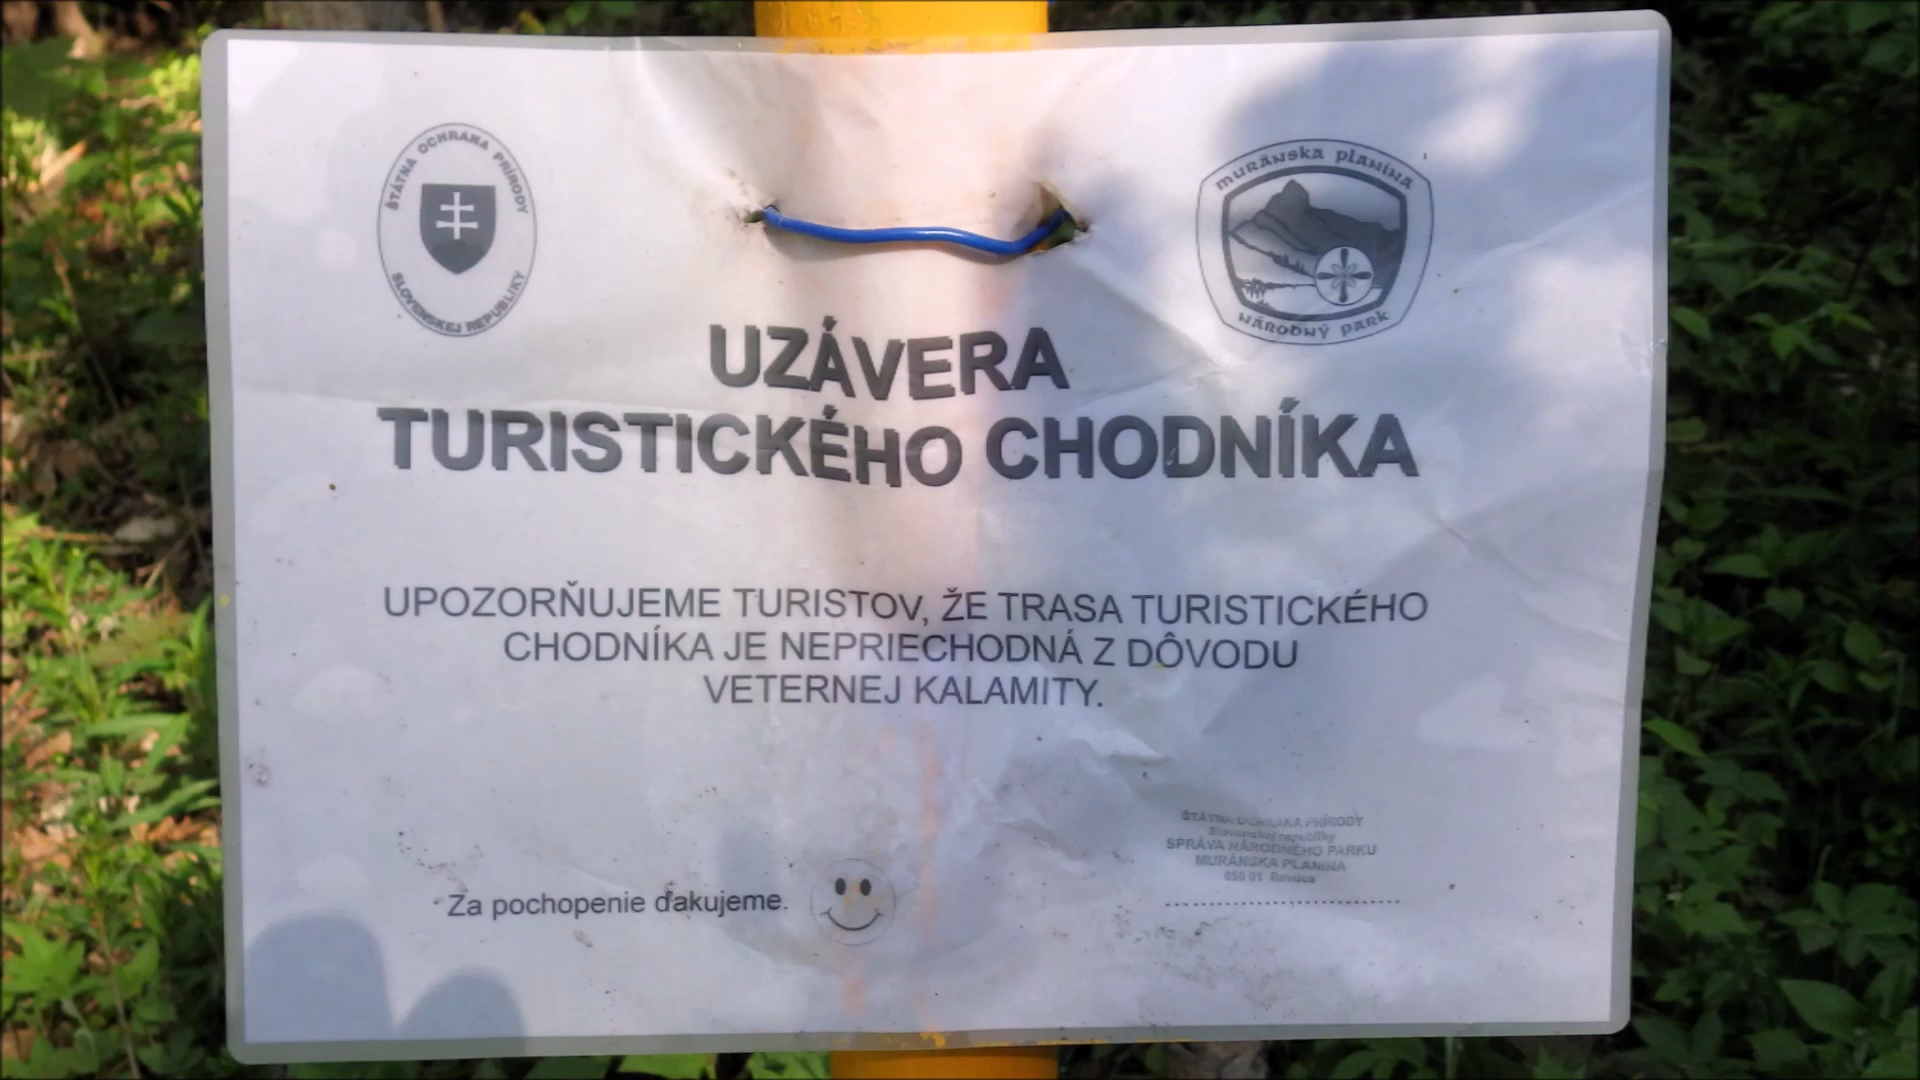 ŠTÁTNA OCHRANA PRÍRODY
SLOVENSKEJ REPUBLIKY
muránska planina
národný park
UZÁVERA
TURISTICKÉHO CHODNÍKA
UPOZORŇUJEME TURISTOV, ŽE TRASA TURISTICKÉHO
CHODNÍKA JE NEPRIECHODNÁ Z DÔVODU
VETERNEJ KALAMITY.
Za pochopenie ďakujeme.
ŠTÁTNA OCHRANA PRÍRODY
Slovenskej republiky
SPRÁVA NÁRODNÉHO PARKU
MURÁNSKA PLANINA
050 01 Revúca